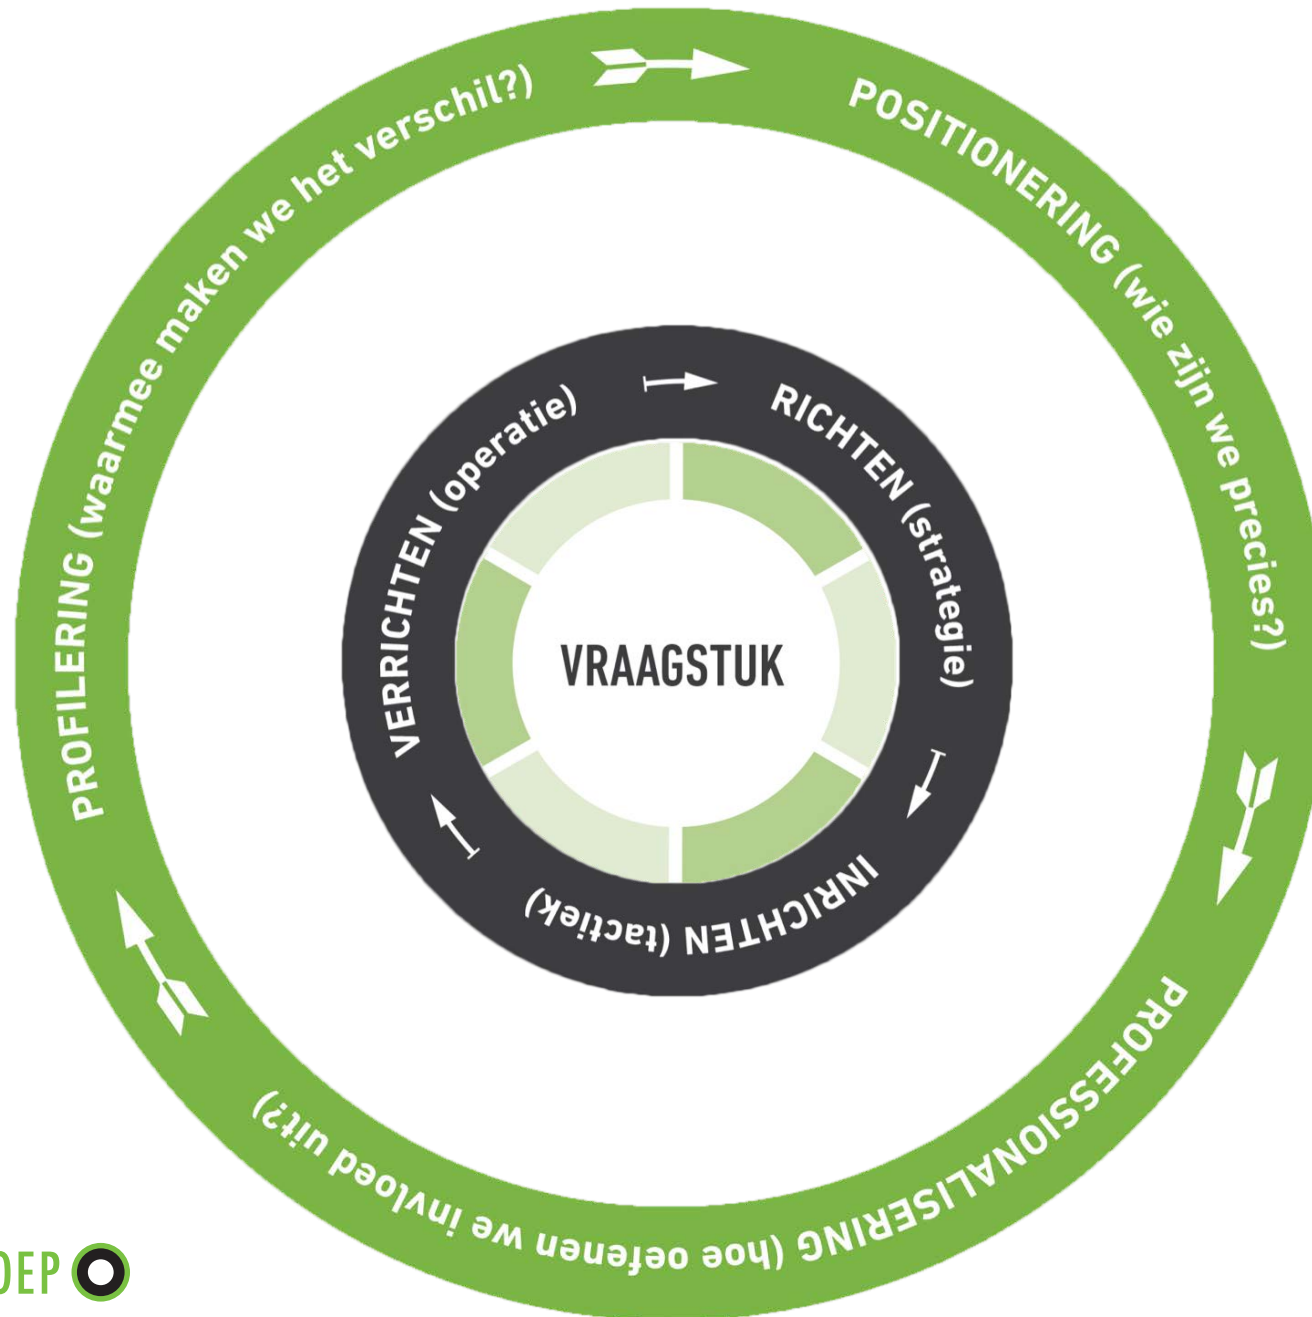 POSITIONERING (wie zijn we precies?)
PROFESSIONALISERING (hoe oefenen we invloed uit?)
PROFILERING (waarmee maken we het verschil?)
RICHTEN (strategie)
INRICHTEN (tactiek)
VERRICHTEN (operatie)
VRAAGSTUK